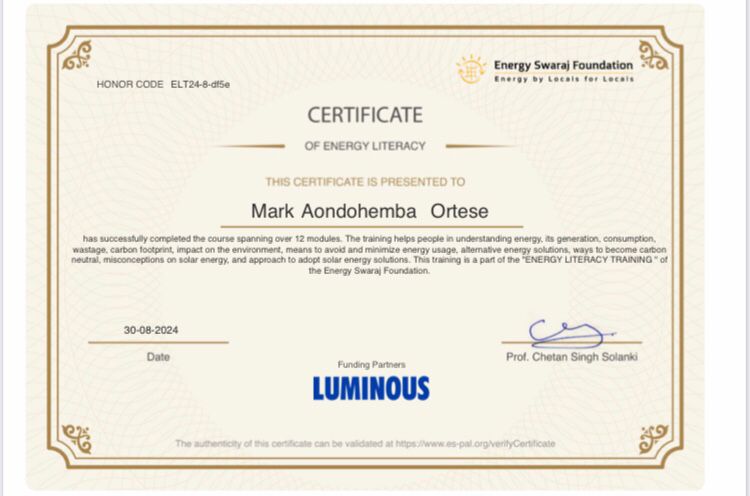 HONOR CODE ELT24-8-df5e
Energy Swaraj Foundation
Energy by Locals for Locals
CERTIFICATE
OF ENERGY LITERACY
THIS CERTIFICATE IS PRESENTED TO
Mark Aondohemba Ortese
has successfully completed the course spanning over 12 modules. The training helps people in understanding energy, its generation, consumption,
wastage, carbon footprint, impact on the environment, means to avoid and minimize energy usage, alternative energy solutions, ways to become carbon
neutral, misconceptions on solar energy, and approach to adopt solar energy solutions. This training is a part of the "ENERGY LITERACY TRAINING " of
the Energy Swaraj Foundation.
30-08-2024
Date
Prof. Chetan Singh Solanki
Funding Partners
LUMINOUS
The authenticity of this certificate can be validated at https://www.es-pal.org/verifyCertificate